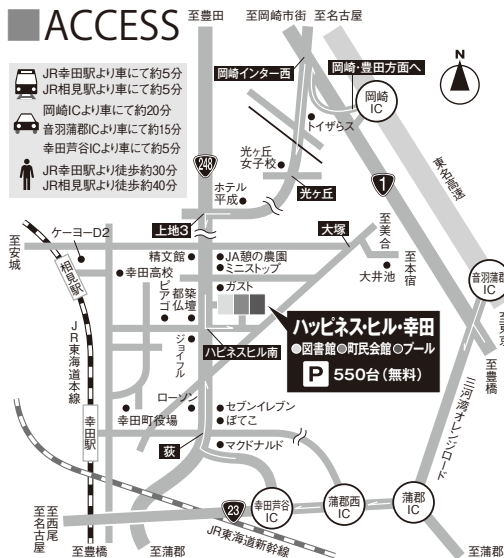 ACCESS
JR幸田駅より車にて約5分
JR相見駅より車にて約5分
岡崎ICより車にて約20分
音羽蒲郡ICより車にて約15分
幸田芦谷ICより車にて約5分
JR幸田駅より徒歩約30分
JR相見駅より徒歩約40分
至豊田
至岡崎市街
至名古屋
N
岡崎インター西
岡崎・豊田方面へ
岡崎
IC
トイザらス
東名高速
光ヶ丘
女子校
248
1
ホテル
平成
光ヶ丘
上地3
至美合
大塚
至本宿
至安城
ケーヨーD2
精文館
JA憩の農園
ミニストップ
相見駅
幸田高校
大井池
音羽蒲郡
IC
ピアゴ
都築仏壇
ガスト
至東京
ハッピネス・ヒル・幸田
●図書館●町民会館●プール
P 550台(無料)
JR東海道本線
ジョイフル
ハピネスヒル南
至豊橋
三河湾オレンジロード
ローソン
セブンイレブン
幸田町役場
ぽてこ
幸田駅
荻
マクドナルド
23
幸田芦谷
IC
蒲郡西
IC
蒲郡
IC
至西尾
至名古屋
JR東海道新幹線
至豊橋
至蒲郡
至蒲郡